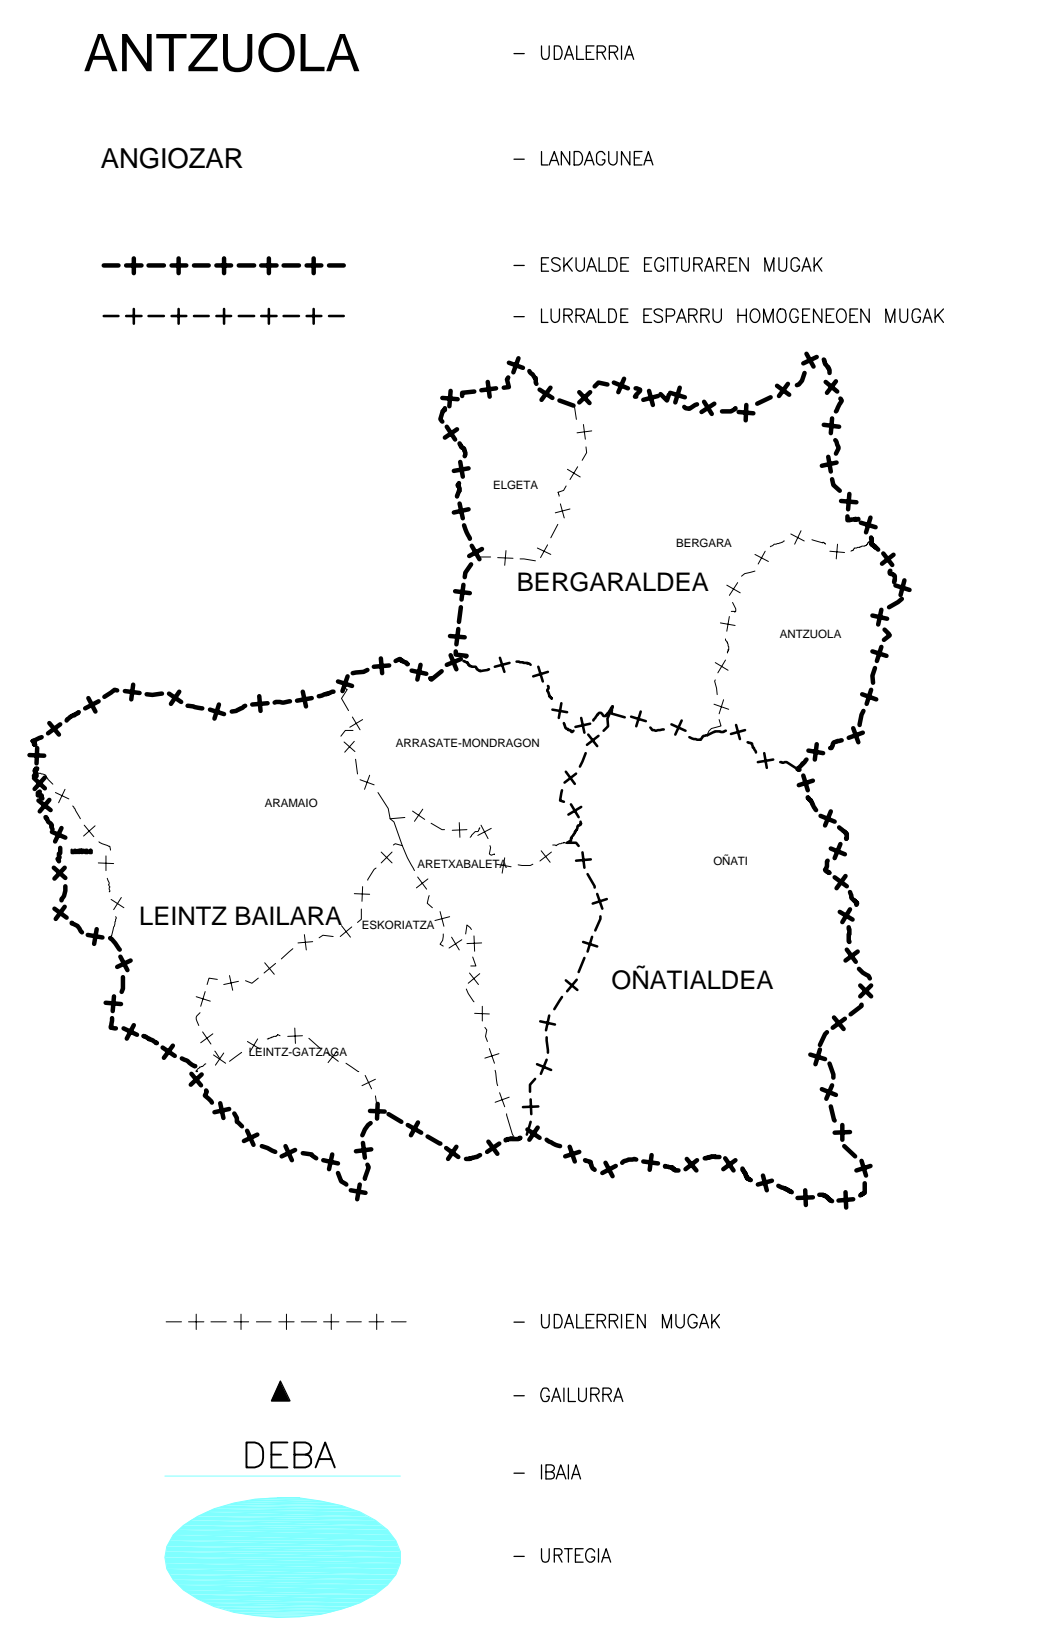 ANTZUOLA – UDALERRIA
ANGIOZAR – LANDAGUNEA
– ESKUALDE EGITURAREN MUGAK
– LURRALDE ESPARRU HOMOGENEOEN MUGAK
ELGETA
BERGARA
BERGARALDEA
ANTZUOLA
ARRASATE-MONDRAGON
ARAMAIO
ARETXABALETA
OÑATI
LEINTZ BAILARA
ESKORIATZA
OÑATIALDEA
LEINTZ-GATZAGA
– UDALERRIEN MUGAK
– GAILURRA
DEBA
– IBAIA
– URTEGIA